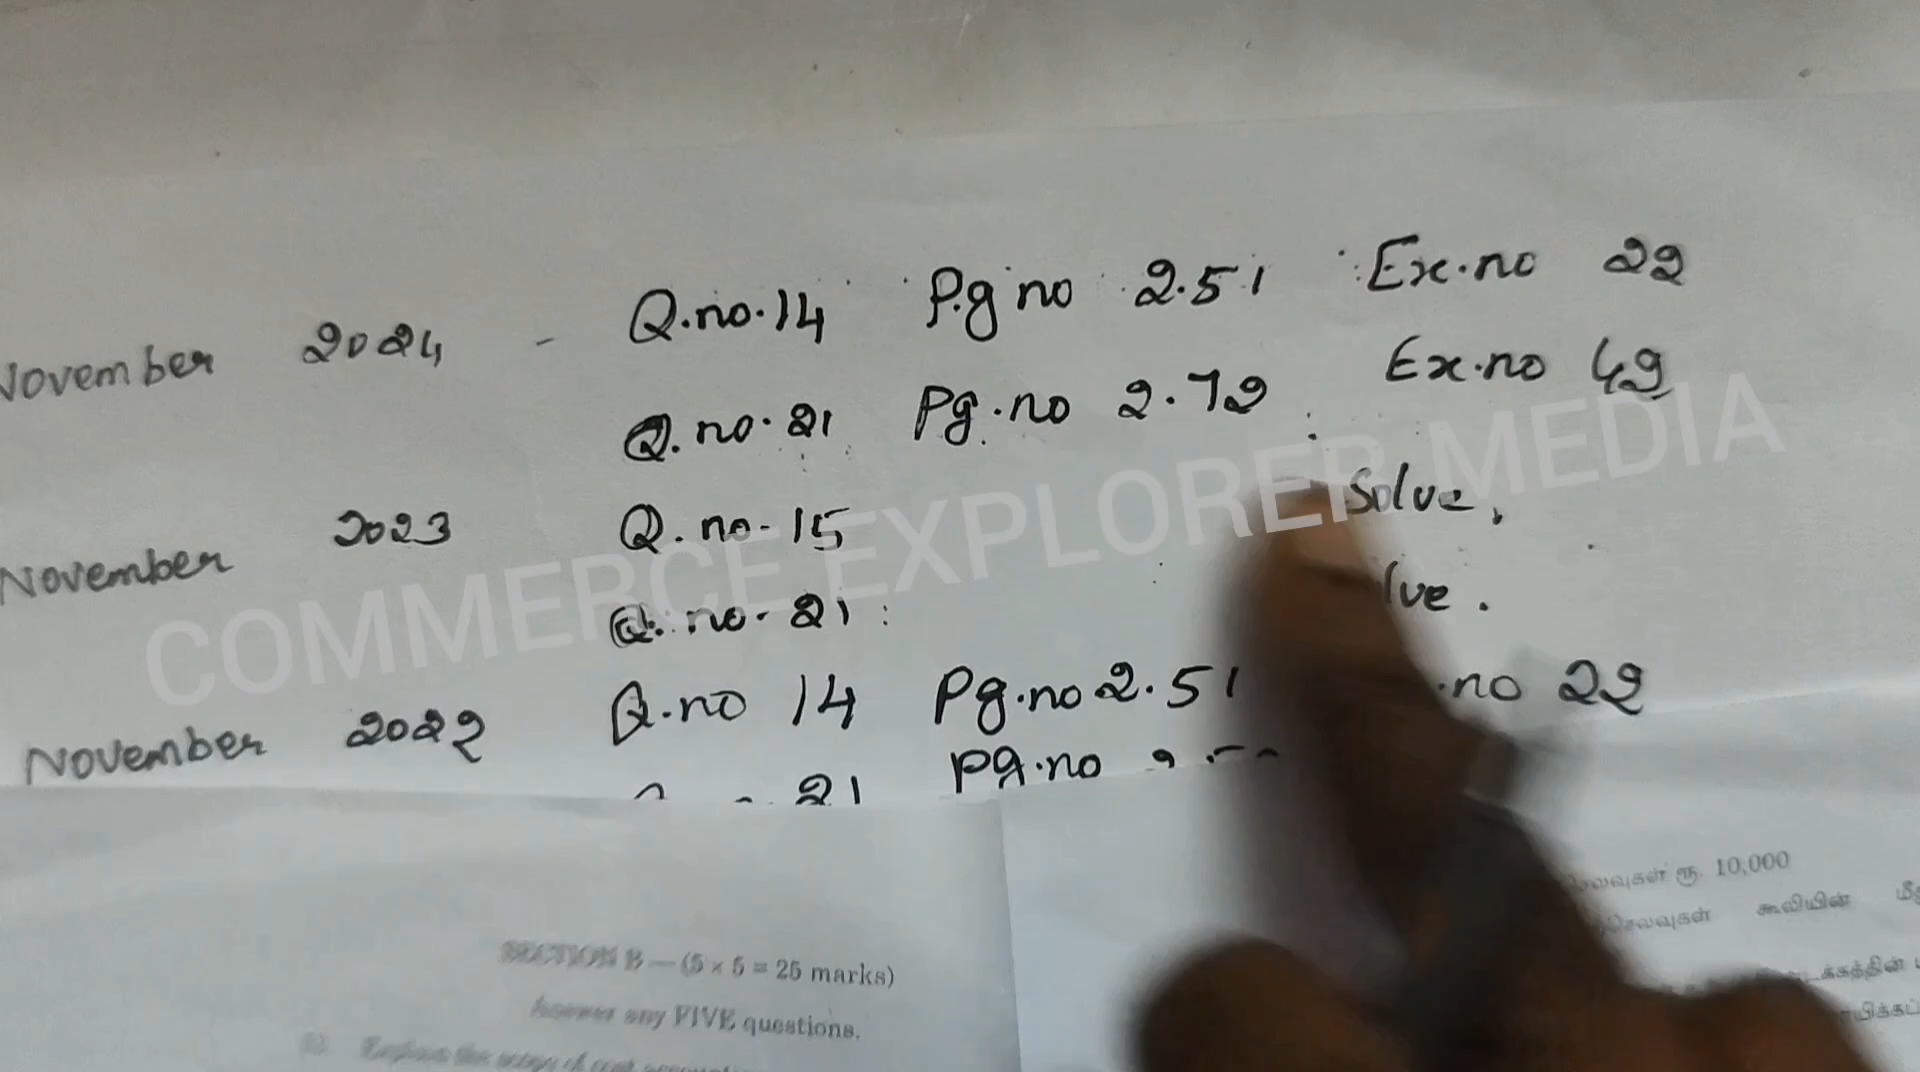 November 2024 - Q.no.14 Pg no 2.51 Ex.no 22
Q.no.21 Pg.no 2.72 Ex.no 49
November 2023 Q.no-15 Solve.
Q.no-21:
November 2022 Q.no 14 Pg.no 2.51 no 22
21 Pg.no
COMMERCE EXPLORER MEDIA
SECTION B — (5 × 5 = 25 marks)
Answer any FIVE questions.
ரூ. 10,000
கூலியின்